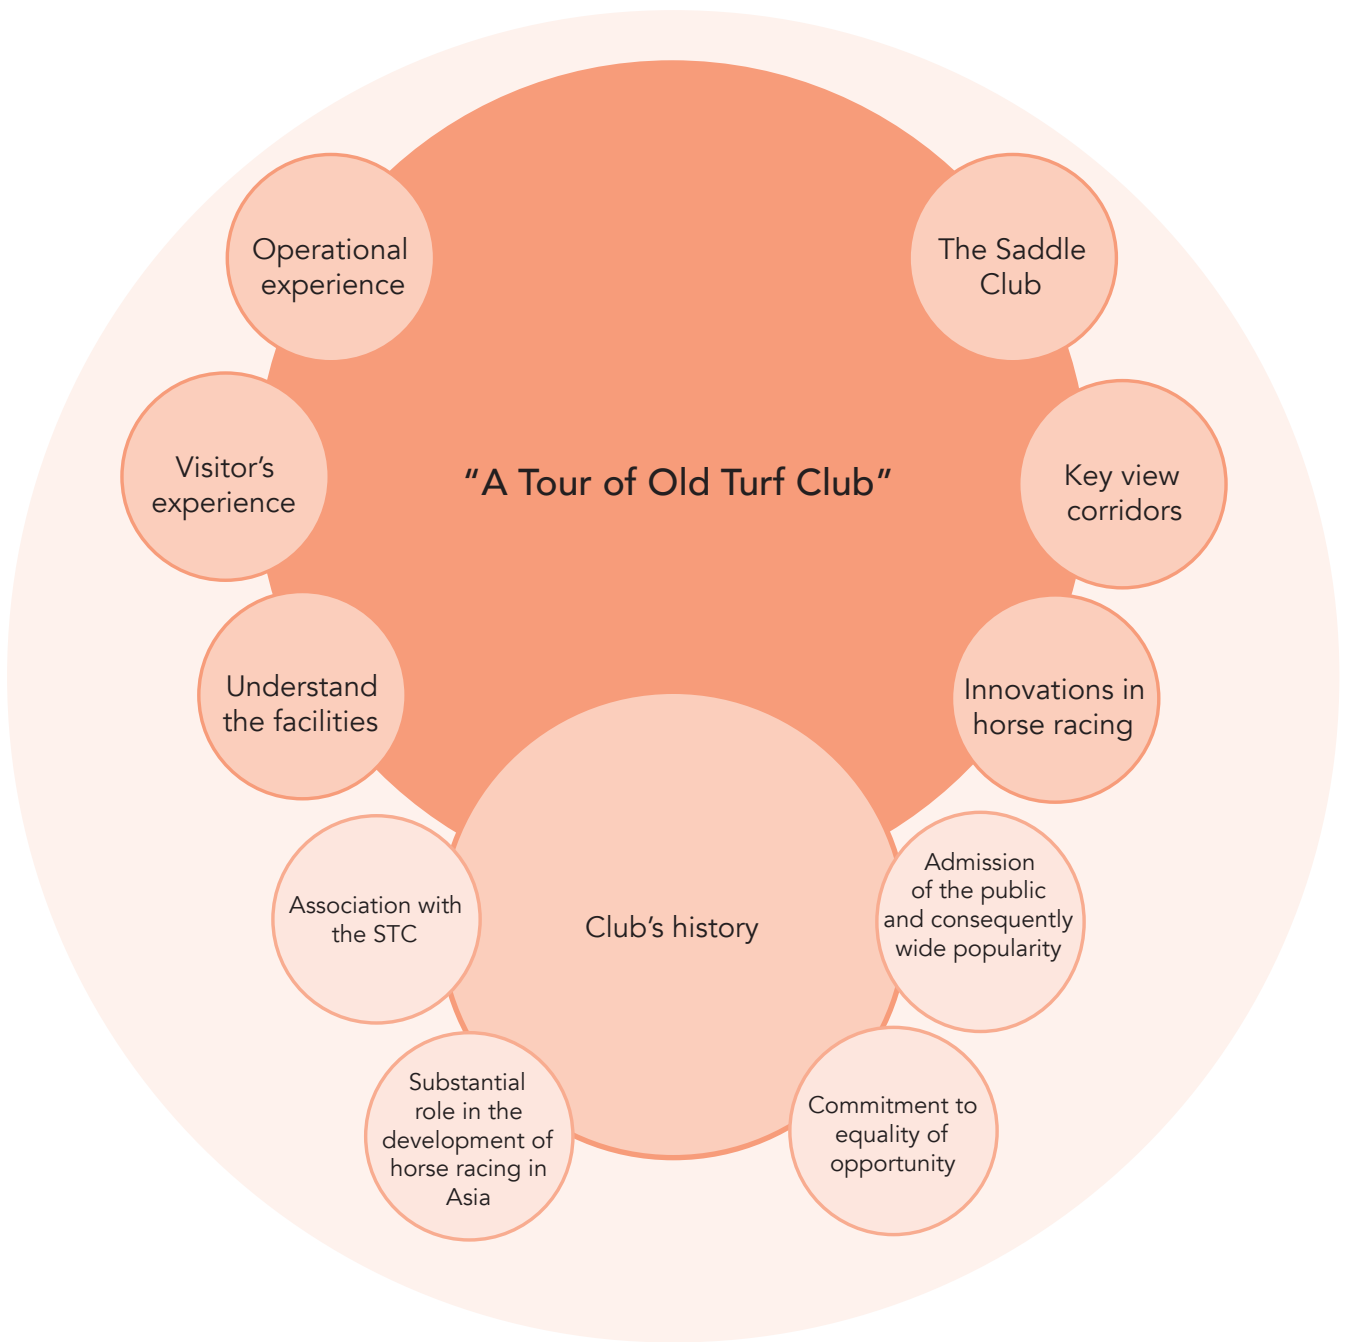 Operational
experience
The Saddle
Club
Visitor’s
experience
“A Tour of Old Turf Club”
Key view
corridors
Understand
the facilities
Innovations in
horse racing
Association with
the STC
Club’s history
Admission
of the public
and consequently
wide popularity
Substantial
role in the
development of
horse racing in
Asia
Commitment to
equality of
opportunity